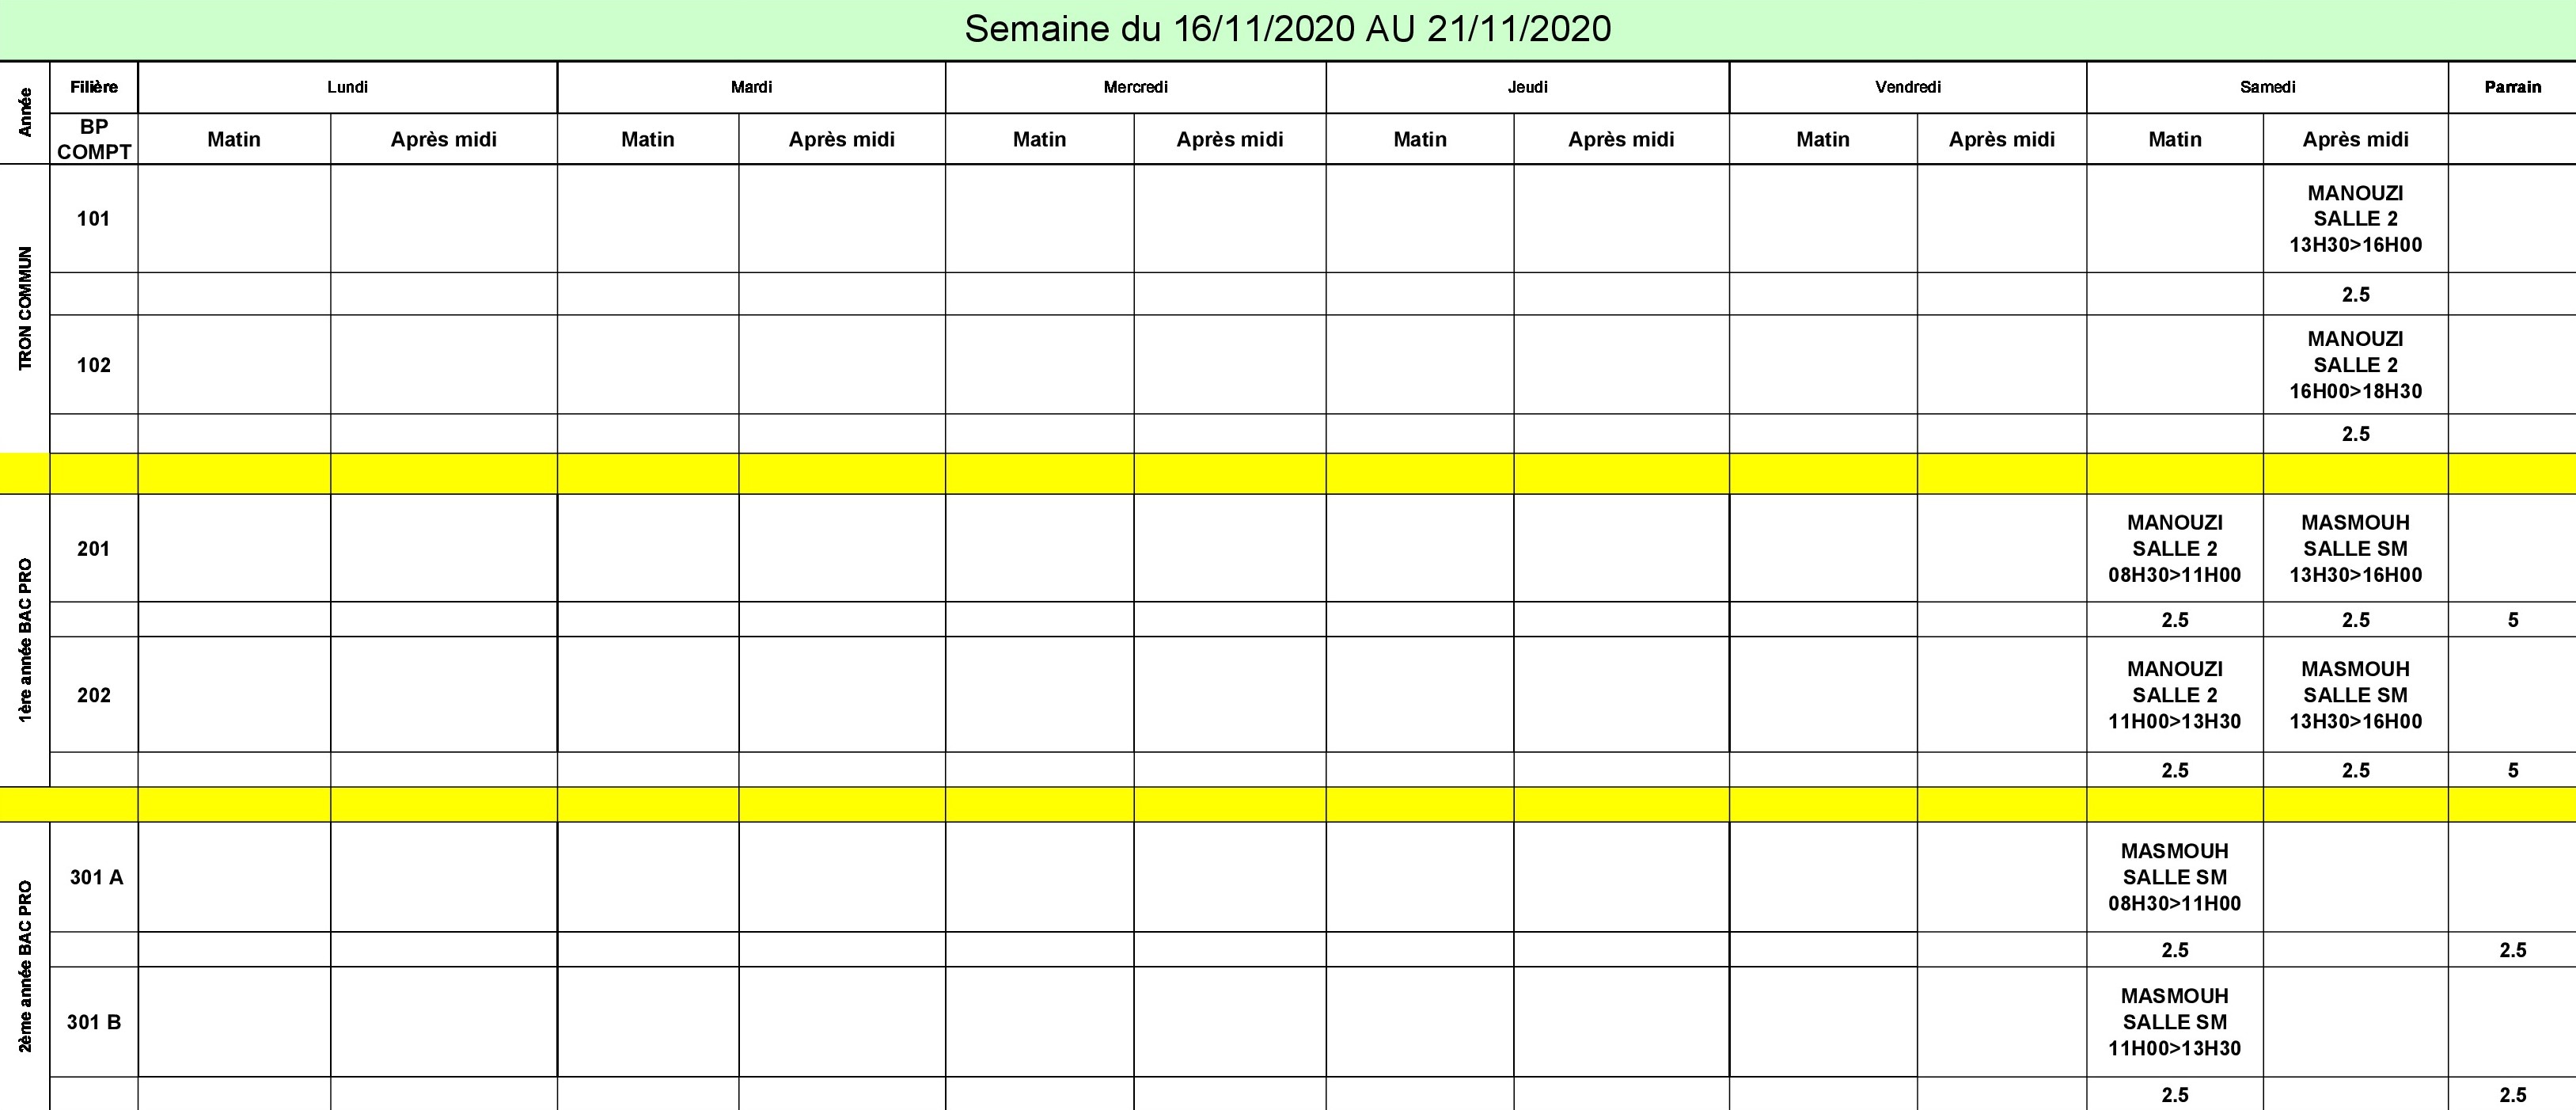 Semaine du 16/11/2020 AU 21/11/2020
Année
Filière
Lundi
Mardi
Mercredi
Jeudi
Vendredi
Samedi
Parrain
BP
COMPT
Matin
Après midi
Matin
Après midi
Matin
Après midi
Matin
Après midi
Matin
Après midi
Matin
Après midi
TRON COMMUN
101
MANOUZI
SALLE 2
13H30>16H00
2.5
102
MANOUZI
SALLE 2
16H00>18H30
2.5
1ère année BAC PRO
201
MANOUZI
SALLE 2
08H30>11H00
MASMOUH
SALLE SM
13H30>16H00
2.5
2.5
5
202
MANOUZI
SALLE 2
11H00>13H30
MASMOUH
SALLE SM
13H30>16H00
2.5
2.5
5
2ème année BAC PRO
301 A
MASMOUH
SALLE SM
08H30>11H00
2.5
2.5
301 B
MASMOUH
SALLE SM
11H00>13H30
2.5
2.5